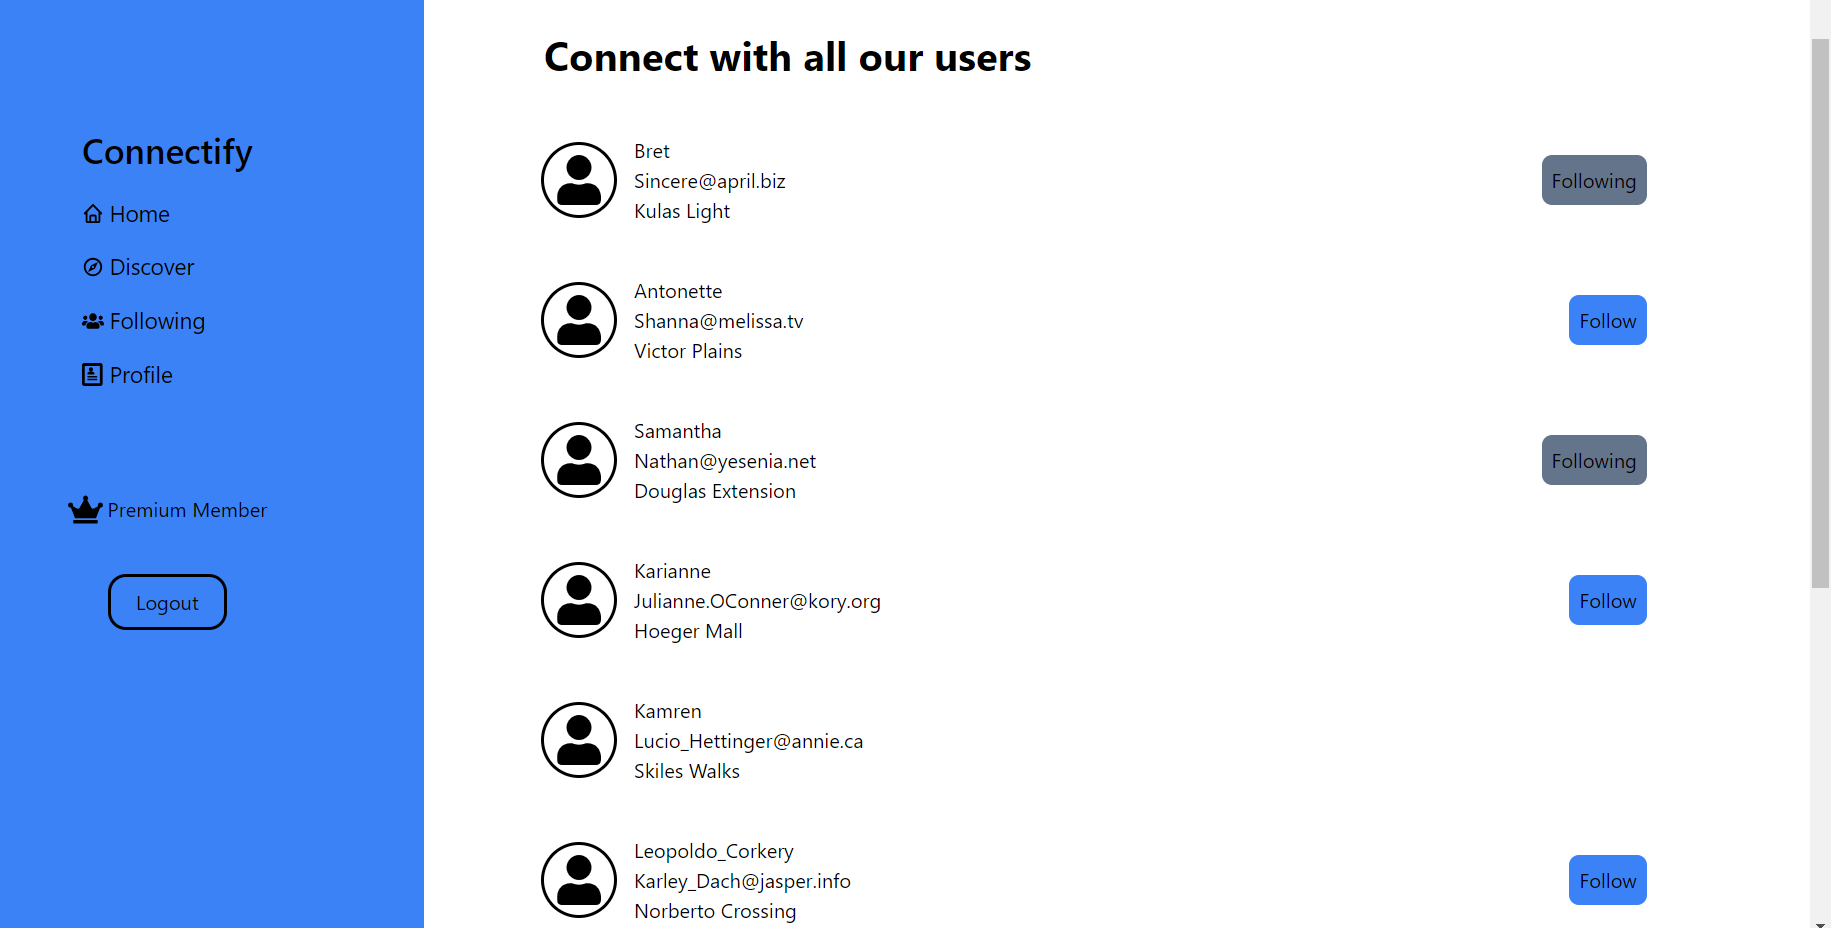 Connectify
Home
Discover
Following
Profile
Premium Member
Logout
Connect with all our users
Bret
Sincere@april.biz
Kulas Light
Following
Antonette
Shanna@melissa.tv
Victor Plains
Follow
Samantha
Nathan@yesenia.net
Douglas Extension
Following
Karianne
Julianne.OConner@kory.org
Hoeger Mall
Follow
Kamren
Lucio_Hettinger@annie.ca
Skiles Walks
Leopoldo_Corkery
Karley_Dach@jasper.info
Norberto Crossing
Follow